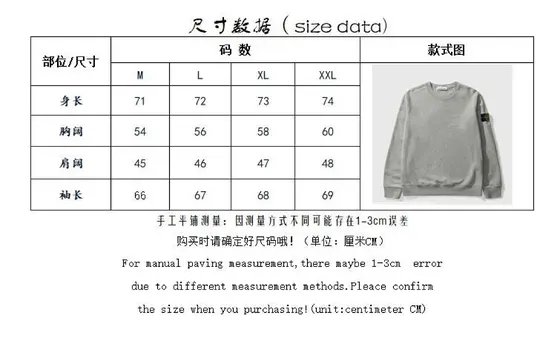 尺寸数据（size data)
部位/尺寸 码 数 款式图
M L XL XXL
身长 71 72 73 74
胸阔 54 56 58 60
肩阔 45 46 47 48
袖长 66 67 68 69
手工平铺测量：因测量方式不同可能存在1-3cm误差
购买时请确定好尺码哦！（单位：厘米CM）
For manual paving measurement,there maybe 1-3cm error
due to different measurement methods.Pleace confirm
the size when you purchasing!(unit:centimeter CM)